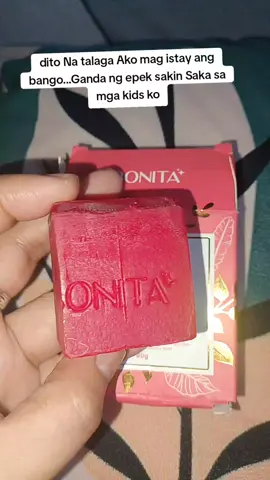 dito Na talaga Ako mag istay ang
bango...Ganda ng epek sakin Saka sa
mga kids ko
ONITA
ONITA